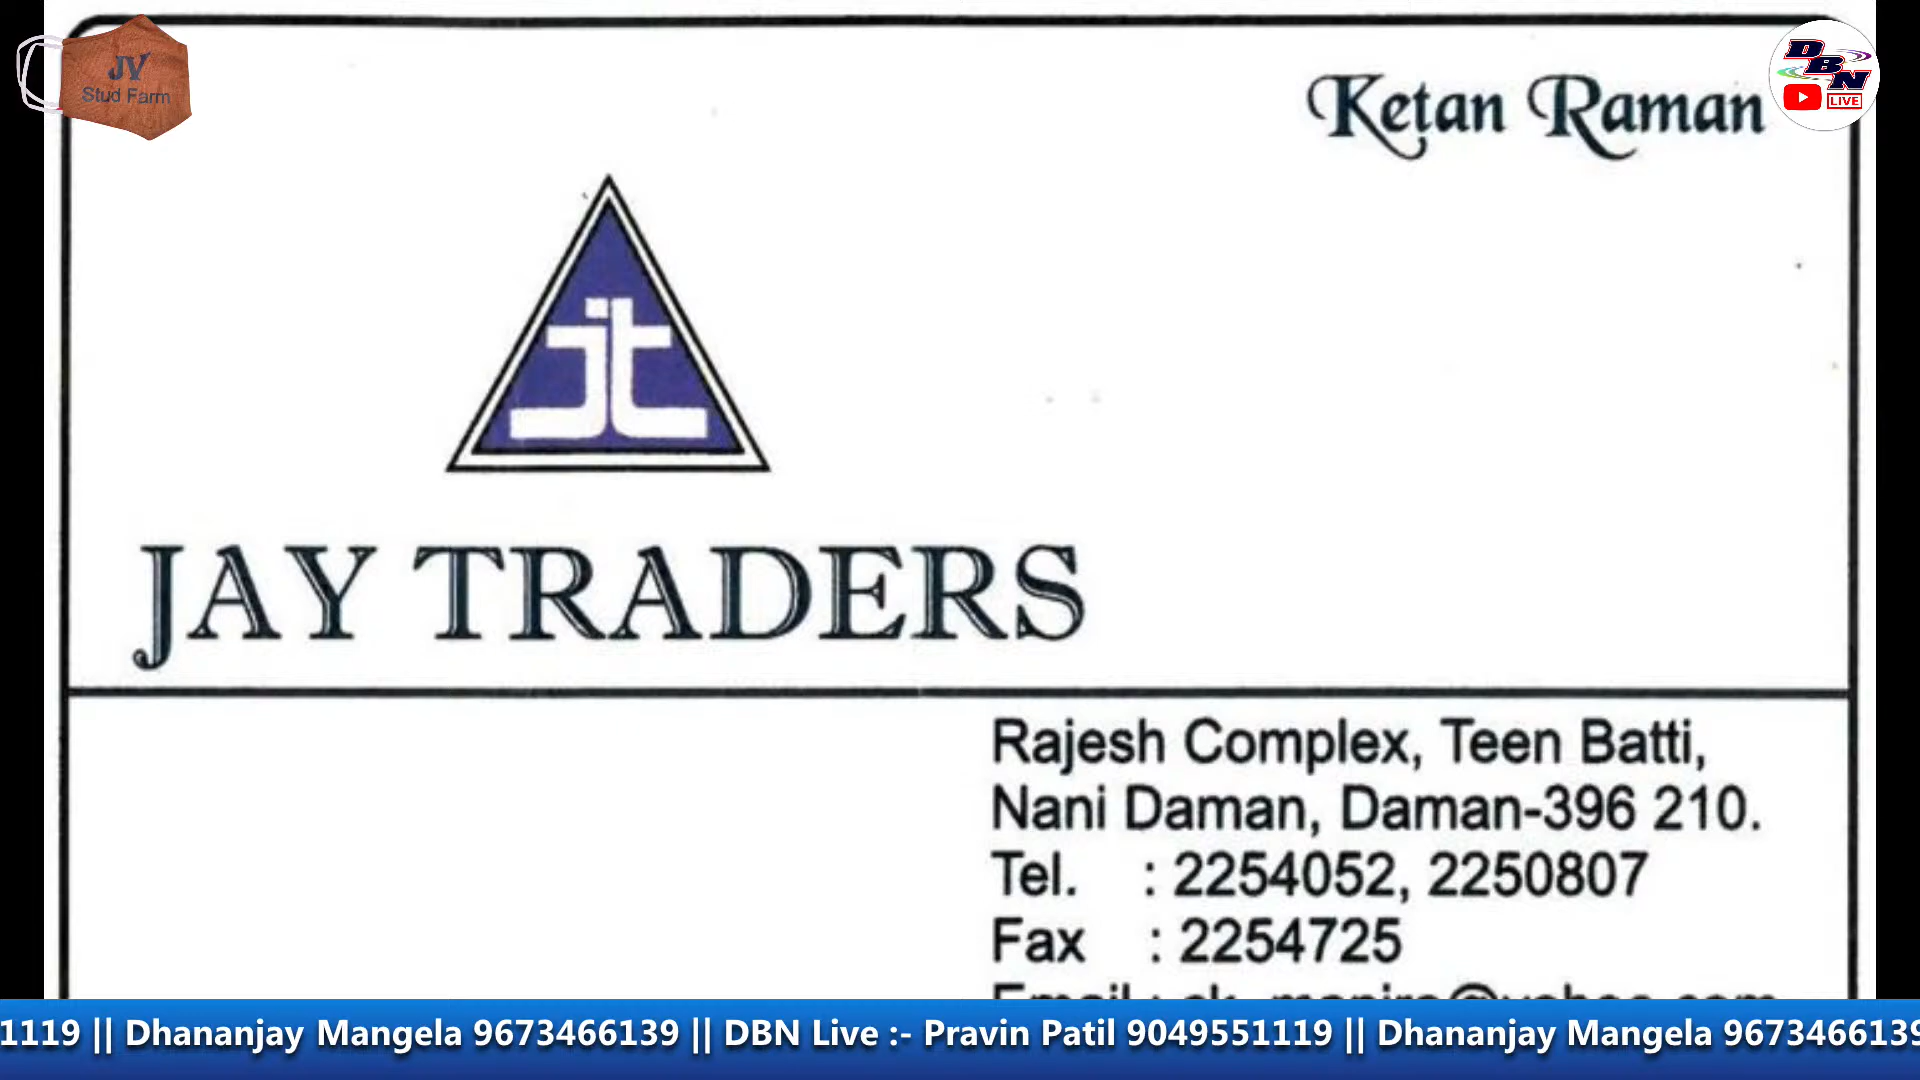 JV
Stud Farm
DBN
LIVE
Ketan Raman
jt
JAY TRADERS
Rajesh Complex, Teen Batti,
Nani Daman, Daman-396 210.
Tel. : 2254052, 2250807
Fax : 2254725
1119 || Dhananjay Mangela 9673466139 || DBN Live :- Pravin Patil 9049551119 || Dhananjay Mangela 9673466139